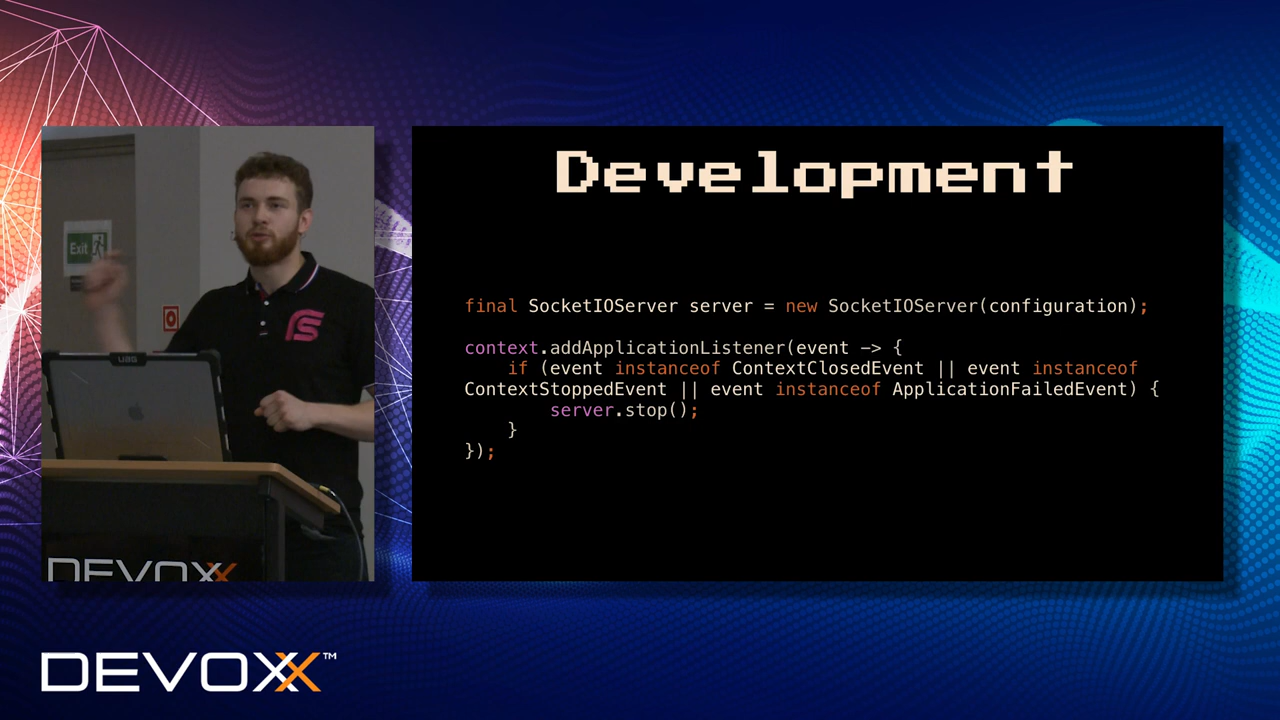 Development
final SocketIOServer server = new SocketIOServer(configuration);
context.addApplicationListener(event -> {
    if (event instanceof ContextClosedEvent || event instanceof
ContextStoppedEvent || event instanceof ApplicationFailedEvent) {
        server.stop();
    }
});
Exit
UAG
DEVOXX
DEVOXX™